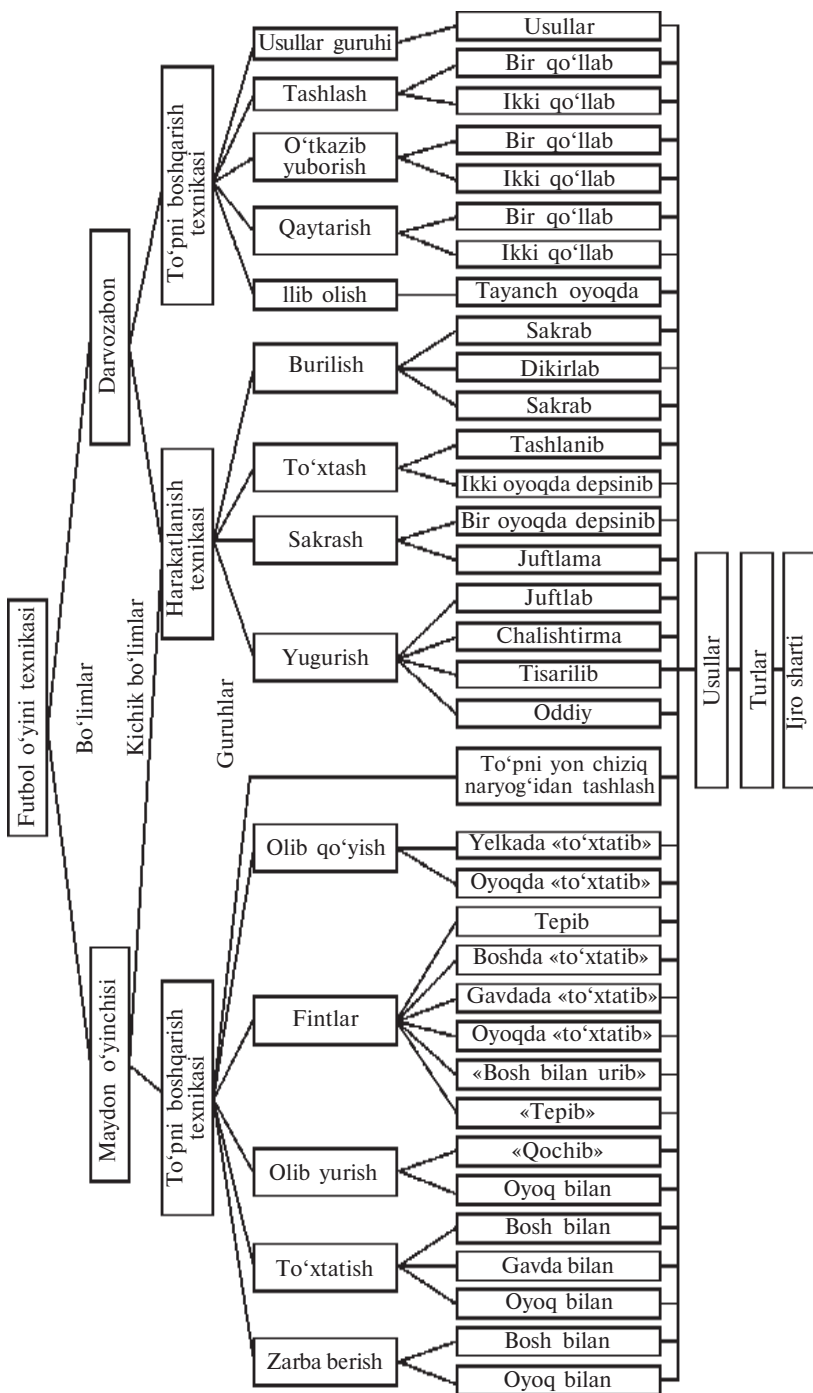 Futbol o‘yini texnikasi
Bo‘limlar
Kichik bo‘limlar
Guruhlar
Darvozabon
Maydon o‘yinchisi
To‘pni boshqarish
texnikasi
Harakatlanish
texnikasi
To‘pni boshqarish
texnikasi
Usullar guruhi
Usullar
Tashlash
Bir qo‘llab
Ikki qo‘llab
O‘tkazib
yuborish
Bir qo‘llab
Ikki qo‘llab
Qaytarish
Bir qo‘llab
Ikki qo‘llab
Ilib olish
Tayanch oyoqda
Burilish
Sakrab
Dikirlab
Sakrab
To‘xtash
Tashlanib
Ikki oyoqda depsinib
Sakrash
Bir oyoqda depsinib
Juftlama
Yugurish
Juftlab
Chalishtirma
Tisarilib
Oddiy
To‘pni yon chiziq
naryog‘idan tashlash
Olib qo‘yish
Yelkada «to‘xtatib»
Oyoqda «to‘xtatib»
Fintlar
Tepib
Boshda «to‘xtatib»
Gavdada «to‘xtatib»
Oyoqda «to‘xtatib»
«Bosh bilan urib»
«Tepib»
Olib yurish
«Qochib»
Oyoq bilan
To‘xtatish
Bosh bilan
Gavda bilan
Oyoq bilan
Zarba berish
Bosh bilan
Oyoq bilan
Usullar
Turlar
Ijro sharti